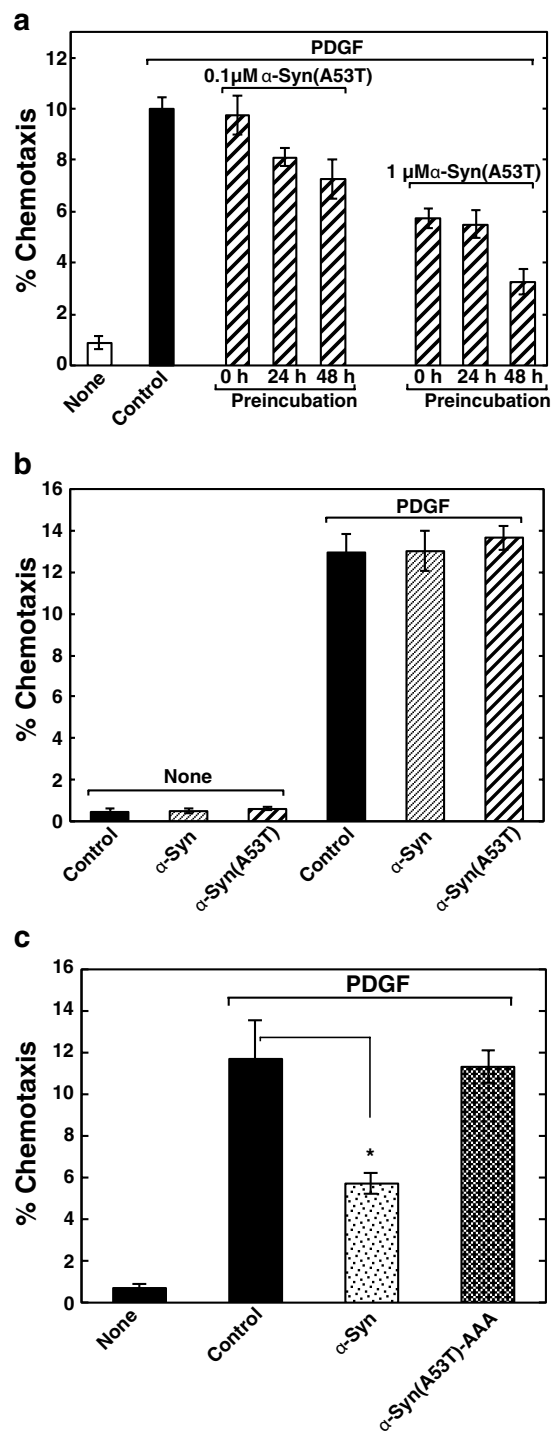 a
PDGF
12
0.1μM α-Syn(A53T)
10
8
1 μMα-Syn(A53T)
6
4
2
0
% Chemotaxis
0 h 24 h 48 h 0 h 24 h 48 h
None Control Preincubation Preincubation
b
16
PDGF
14
12
10
8
6
4
None
2
0
% Chemotaxis
Control α-Syn α-Syn(A53T) Control α-Syn α-Syn(A53T)
c
16
PDGF
14
12
10
8
*
6
4
2
0
% Chemotaxis
None Control α-Syn α-Syn(A53T)-AAA